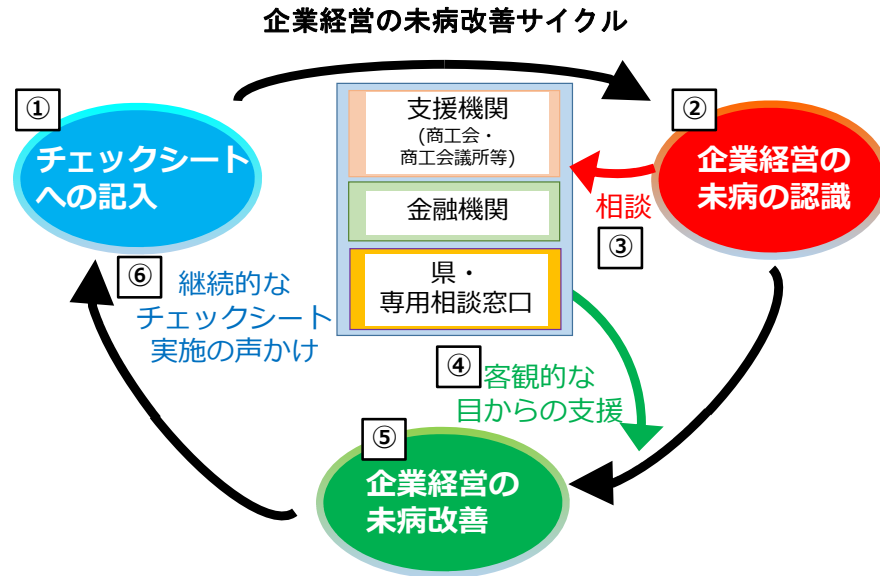 企業経営の未病改善サイクル
①
チェックシート
への記入
支援機関
(商工会・
商工会議所等)
金融機関
県・
専用相談窓口
②
企業経営の
未病の認識
相談
③
④
客観的な
目からの支援
⑤
企業経営の
未病改善
⑥
継続的な
チェックシート
実施の声かけ